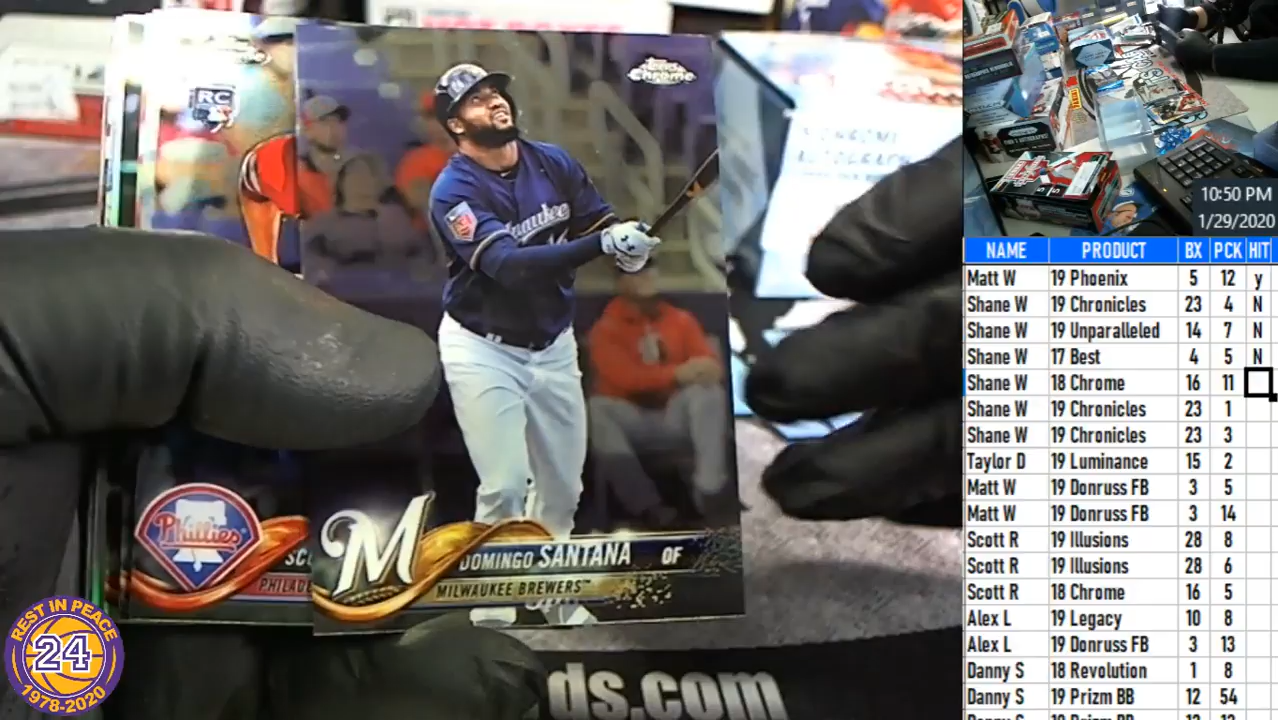 Topps
Chrome
RC
AUTOGRAPH
Milwaukee
Phillies
SC
PHILADE
M
DOMINGO SANTANA OF
MILWAUKEE BREWERS™
ds.com
REST IN PEACE
24
1978-2020
10:50 PM
1/29/2020
NAME PRODUCT BX PCK HIT
Matt W 19 Phoenix 5 12 y
Shane W 19 Chronicles 23 4 N
Shane W 19 Unparalleled 14 7 N
Shane W 17 Best 4 5 N
Shane W 18 Chrome 16 11
Shane W 19 Chronicles 23 1
Shane W 19 Chronicles 23 3
Taylor D 19 Luminance 15 2
Matt W 19 Donruss FB 3 5
Matt W 19 Donruss FB 3 14
Scott R 19 Illusions 28 8
Scott R 19 Illusions 28 6
Scott R 18 Chrome 16 5
Alex L 19 Legacy 10 8
Alex L 19 Donruss FB 3 13
Danny S 18 Revolution 1 8
Danny S 19 Prizm BB 12 54